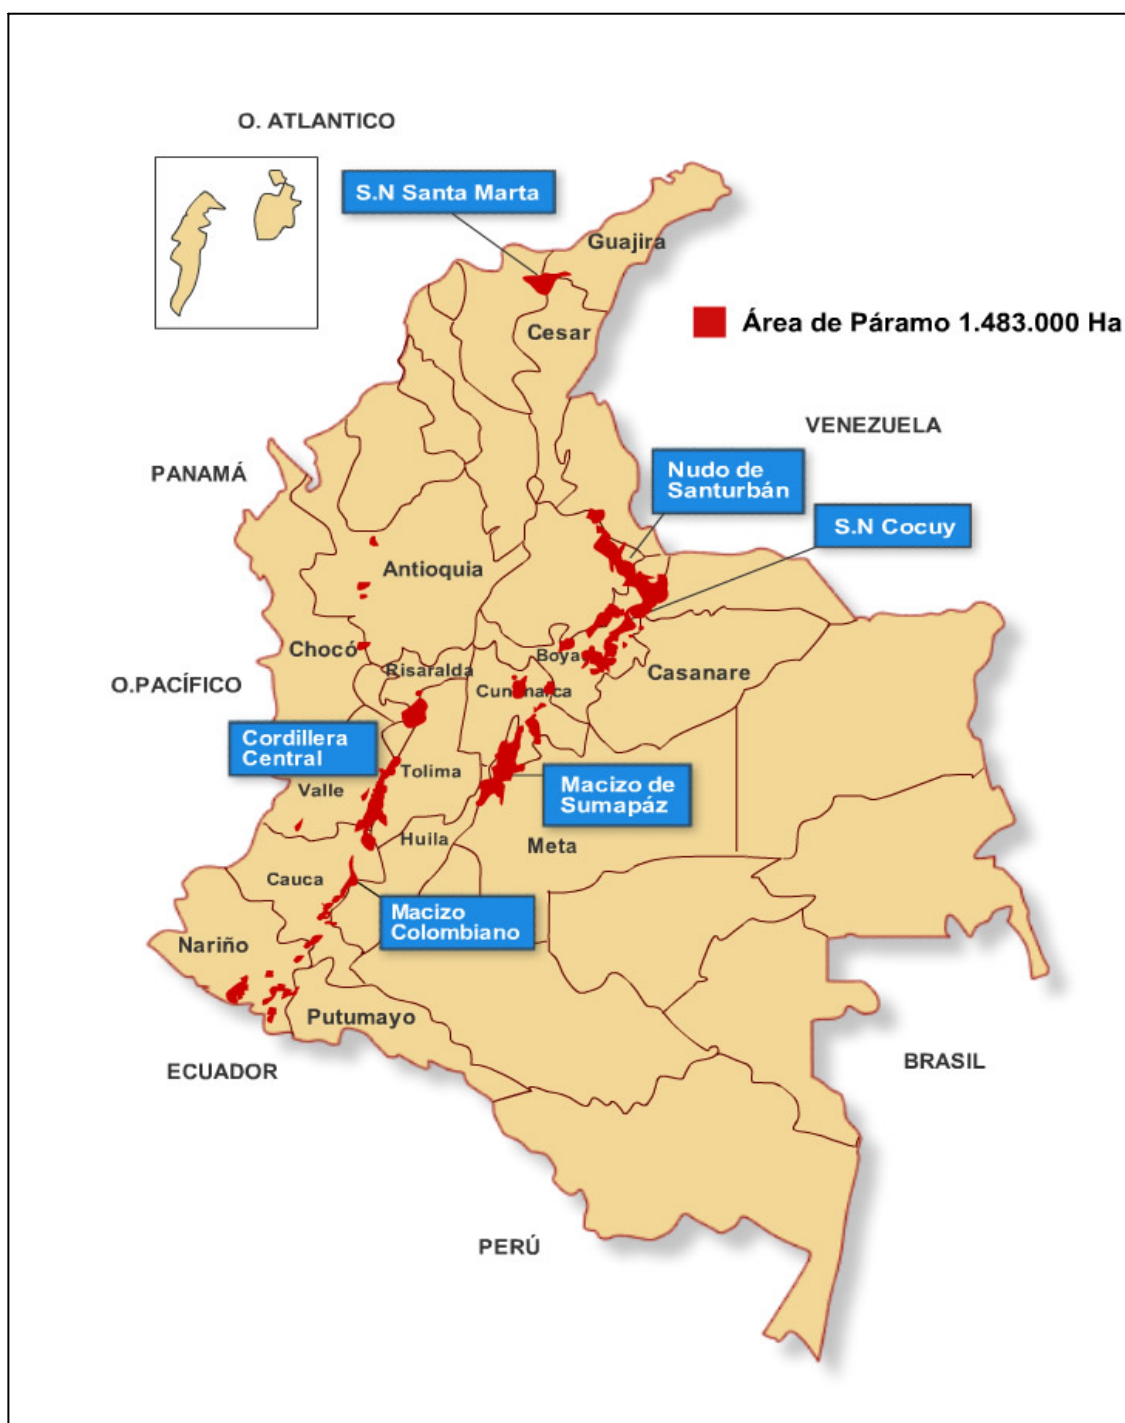 O. ATLANTICO
S.N Santa Marta
Guajira
Área de Páramo 1.483.000 Ha
Cesar
VENEZUELA
PANAMÁ
Nudo de
Santurbán
S.N Cocuy
Antioquia
Chocó
Boya
Risaralda
Casanare
O.PACÍFICO
Cordillera
Central
Tolima
Valle
Macizo de
Sumapáz
Huila
Meta
Cauca
Macizo
Colombiano
Nariño
Putumayo
ECUADOR
BRASIL
PERÚ